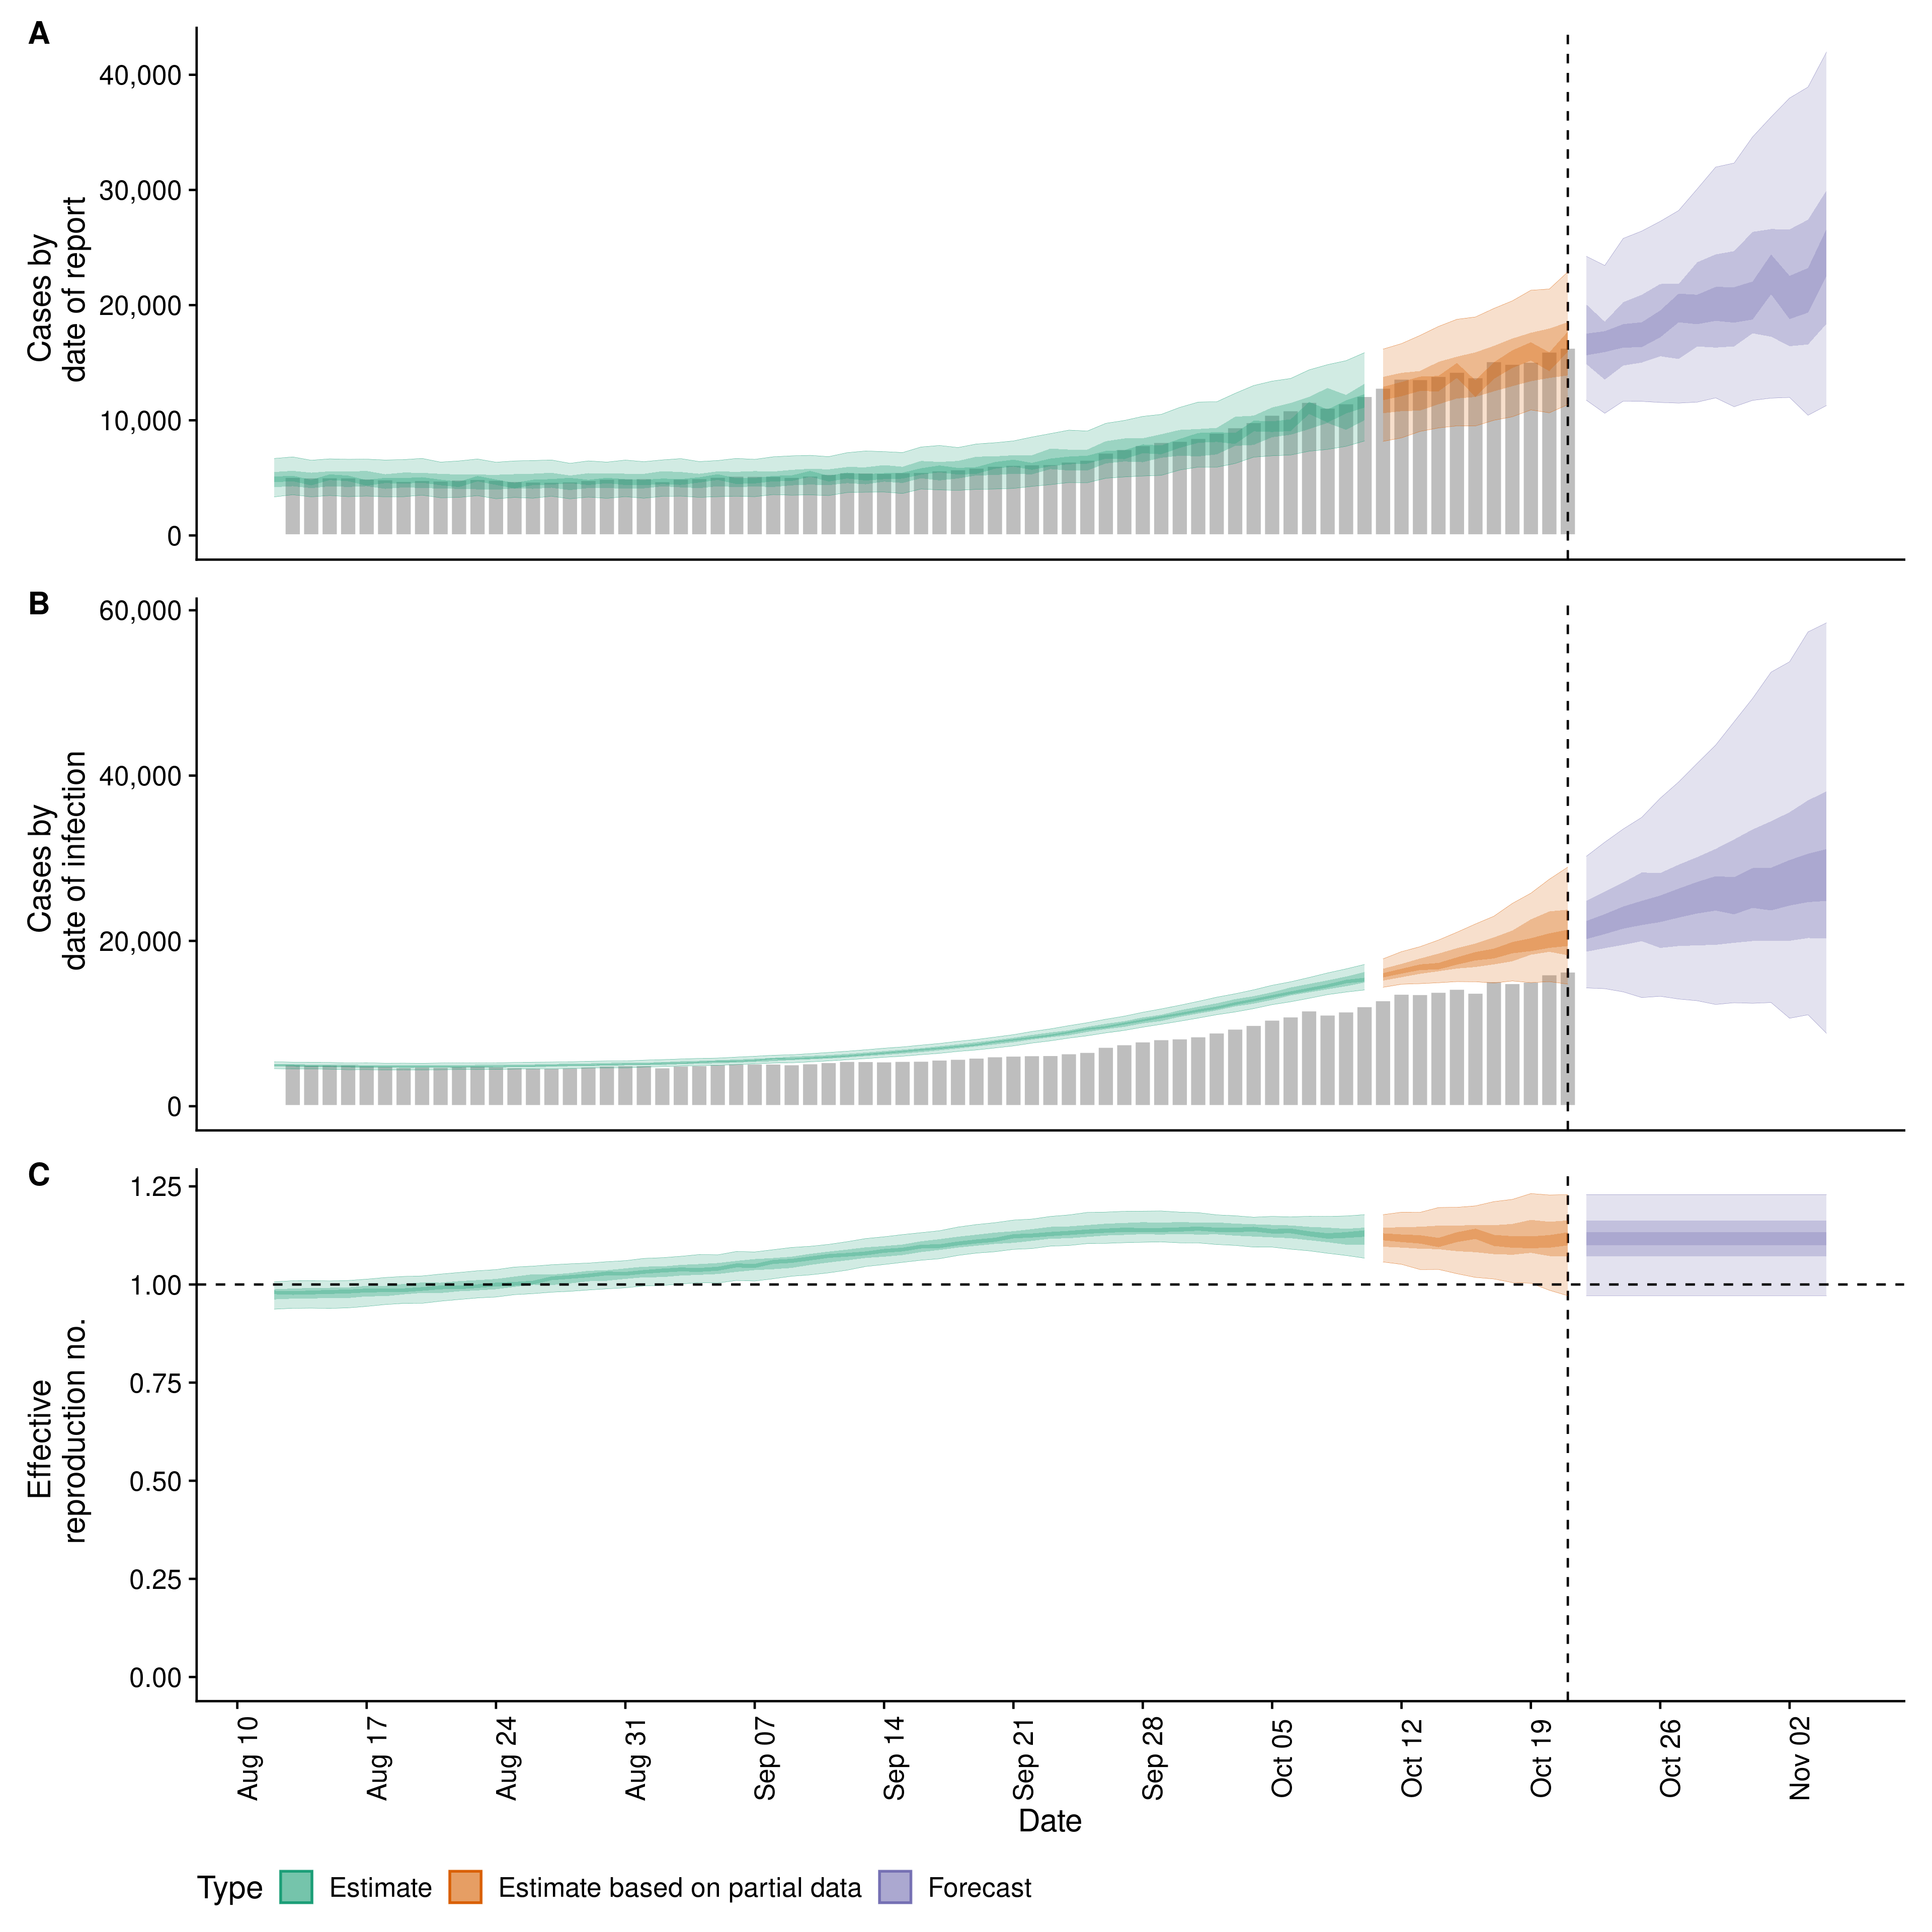 A
40,000
30,000
20,000
10,000
0
Cases by
date of report
B
60,000
40,000
20,000
0
Cases by
date of infection
C
1.25
1.00
0.75
0.50
0.25
0.00
Effective
reproduction no.
Aug 10
Aug 17
Aug 24
Aug 31
Sep 07
Sep 14
Sep 21
Sep 28
Oct 05
Oct 12
Oct 19
Oct 26
Nov 02
Date
Type Estimate Estimate based on partial data Forecast